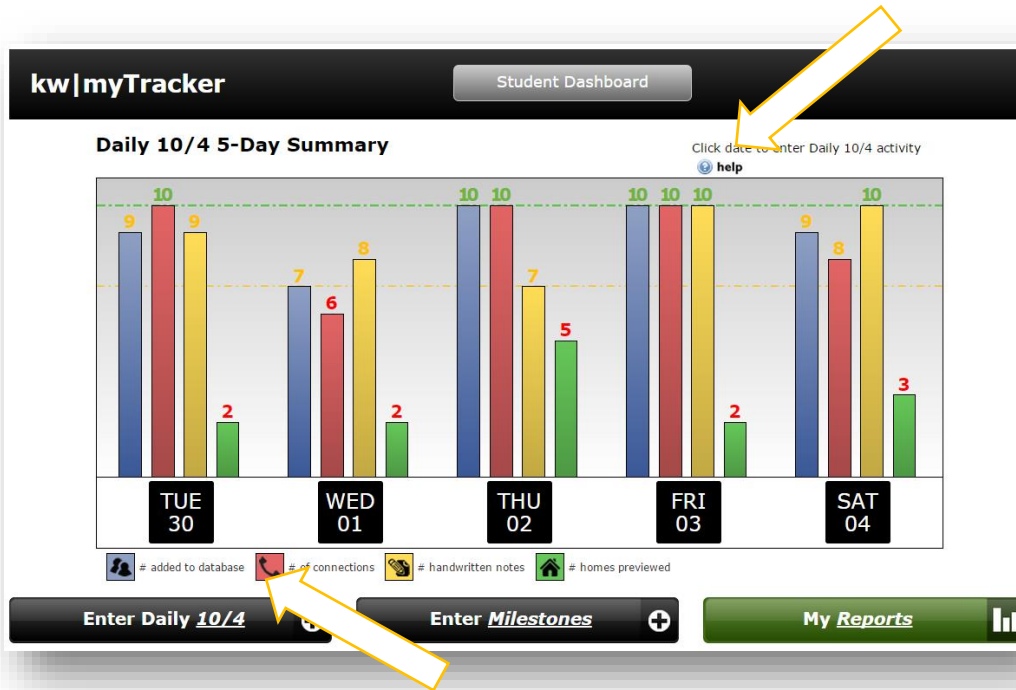 kw|myTracker
Student Dashboard
Daily 10/4 5-Day Summary
Click date to enter Daily 10/4 activity
help
9 10 9 2
7 6 8 2
10 10 7 5
10 10 10 2
9 8 10 3
TUE
30
WED
01
THU
02
FRI
03
SAT
04
# added to database
# of connections
# handwritten notes
# homes previewed
Enter Daily 10/4
Enter Milestones
My Reports